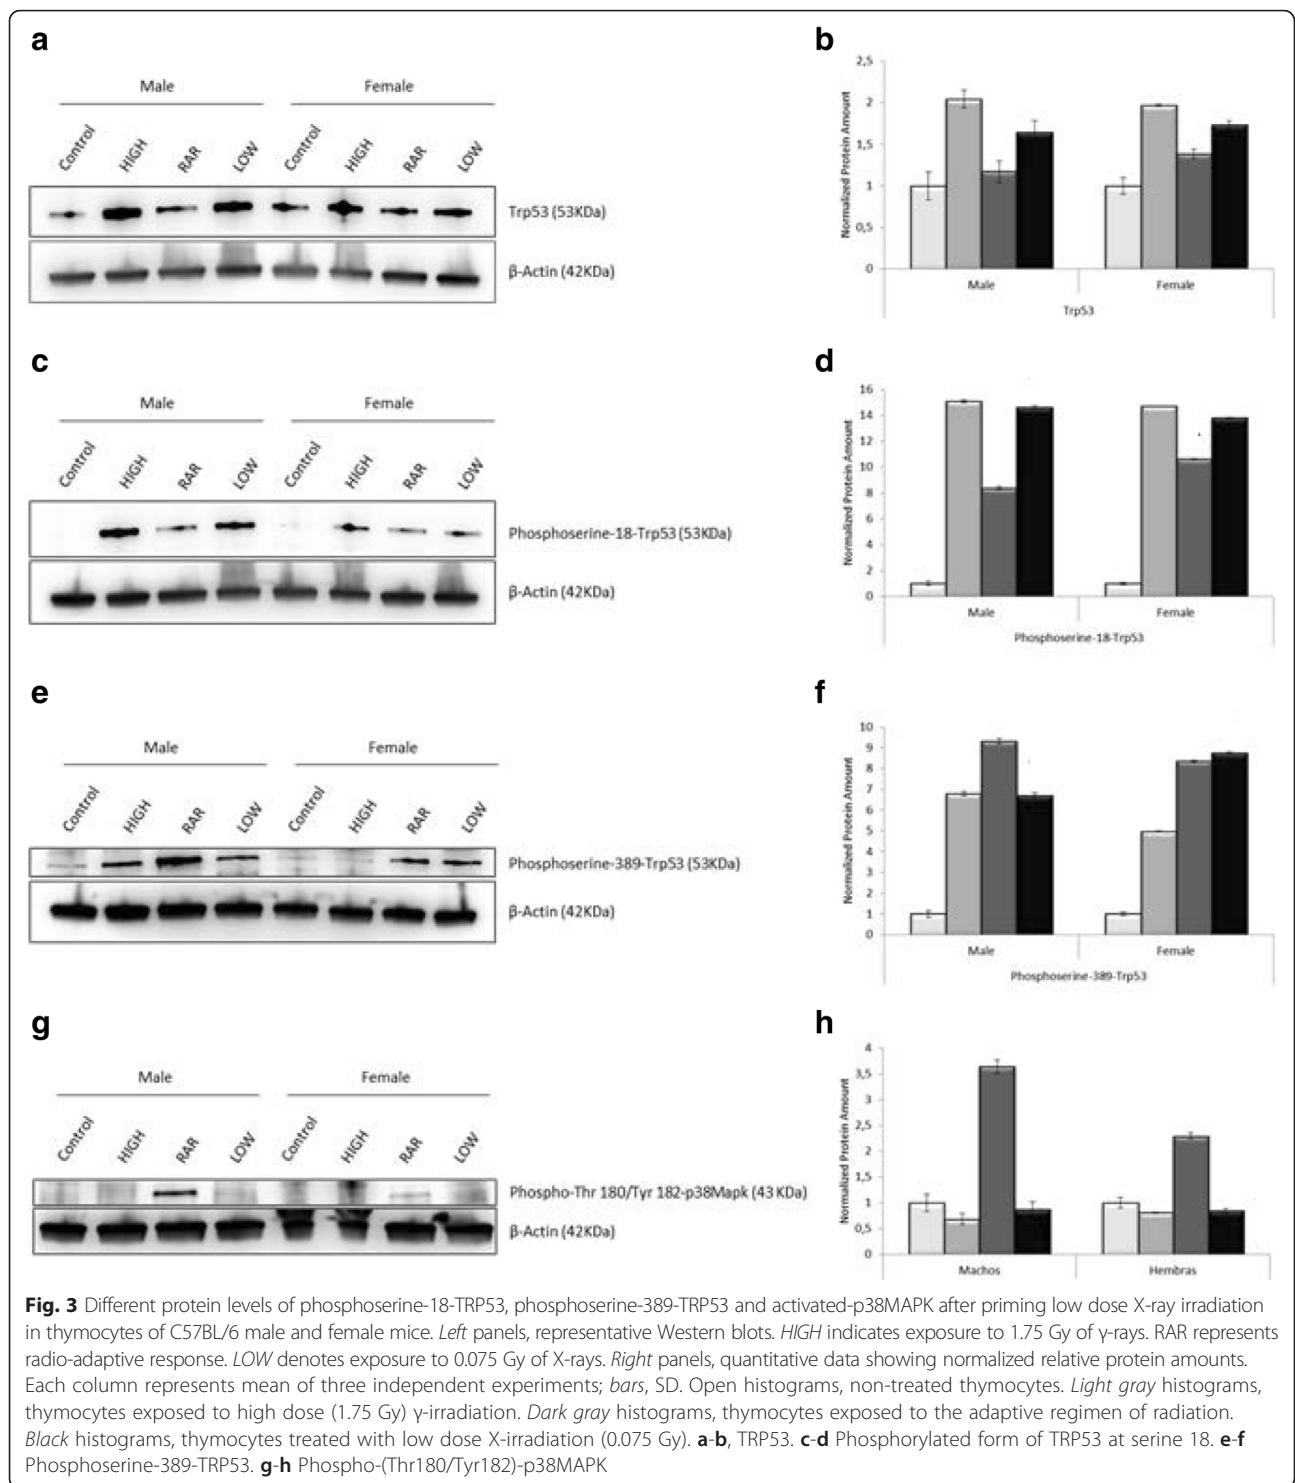 a
Male Female
Control HIGH RAR LOW Control HIGH RAR LOW
Trp53 (53KDa)
β-Actin (42KDa)
b
Normalized Protein Amount
2,5
2
1,5
1
0,5
0
Male Female
Trp53
c
Male Female
Control HIGH RAR LOW Control HIGH RAR LOW
Phosphoserine-18-Trp53 (53KDa)
β-Actin (42KDa)
d
Normalized Protein Amount
16
14
12
10
8
6
4
2
0
Male Female
Phosphoserine-18-Trp53
e
Male Female
Control HIGH RAR LOW Control HIGH RAR LOW
Phosphoserine-389-Trp53 (53KDa)
β-Actin (42KDa)
f
Normalized Protein Amount
10
9
8
7
6
5
4
3
2
1
0
Male Female
Phosphoserine-389-Trp53
g
Male Female
Control HIGH RAR LOW Control HIGH RAR LOW
Phospho-Thr 180/Tyr 182-p38Mapk (43 KDa)
β-Actin (42KDa)
h
Normalized Protein Amount
4
3,5
3
2,5
2
1
0,5
0
Machos Hembras
Fig. 3 Different protein levels of phosphoserine-18-TRP53, phosphoserine-389-TRP53 and activated-p38MAPK after priming low dose X-ray irradiation
in thymocytes of C57BL/6 male and female mice. Left panels, representative Western blots. HIGH indicates exposure to 1.75 Gy of γ-rays. RAR represents
radio-adaptive response. LOW denotes exposure to 0.075 Gy of X-rays. Right panels, quantitative data showing normalized relative protein amounts.
Each column represents mean of three independent experiments; bars, SD. Open histograms, non-treated thymocytes. Light gray histograms,
thymocytes exposed to high dose (1.75 Gy) γ-irradiation. Dark gray histograms, thymocytes exposed to the adaptive regimen of radiation.
Black histograms, thymocytes treated with low dose X-irradiation (0.075 Gy). a-b, TRP53. c-d Phosphorylated form of TRP53 at serine 18. e-f
Phosphoserine-389-TRP53. g-h Phospho-(Thr180/Tyr182)-p38MAPK